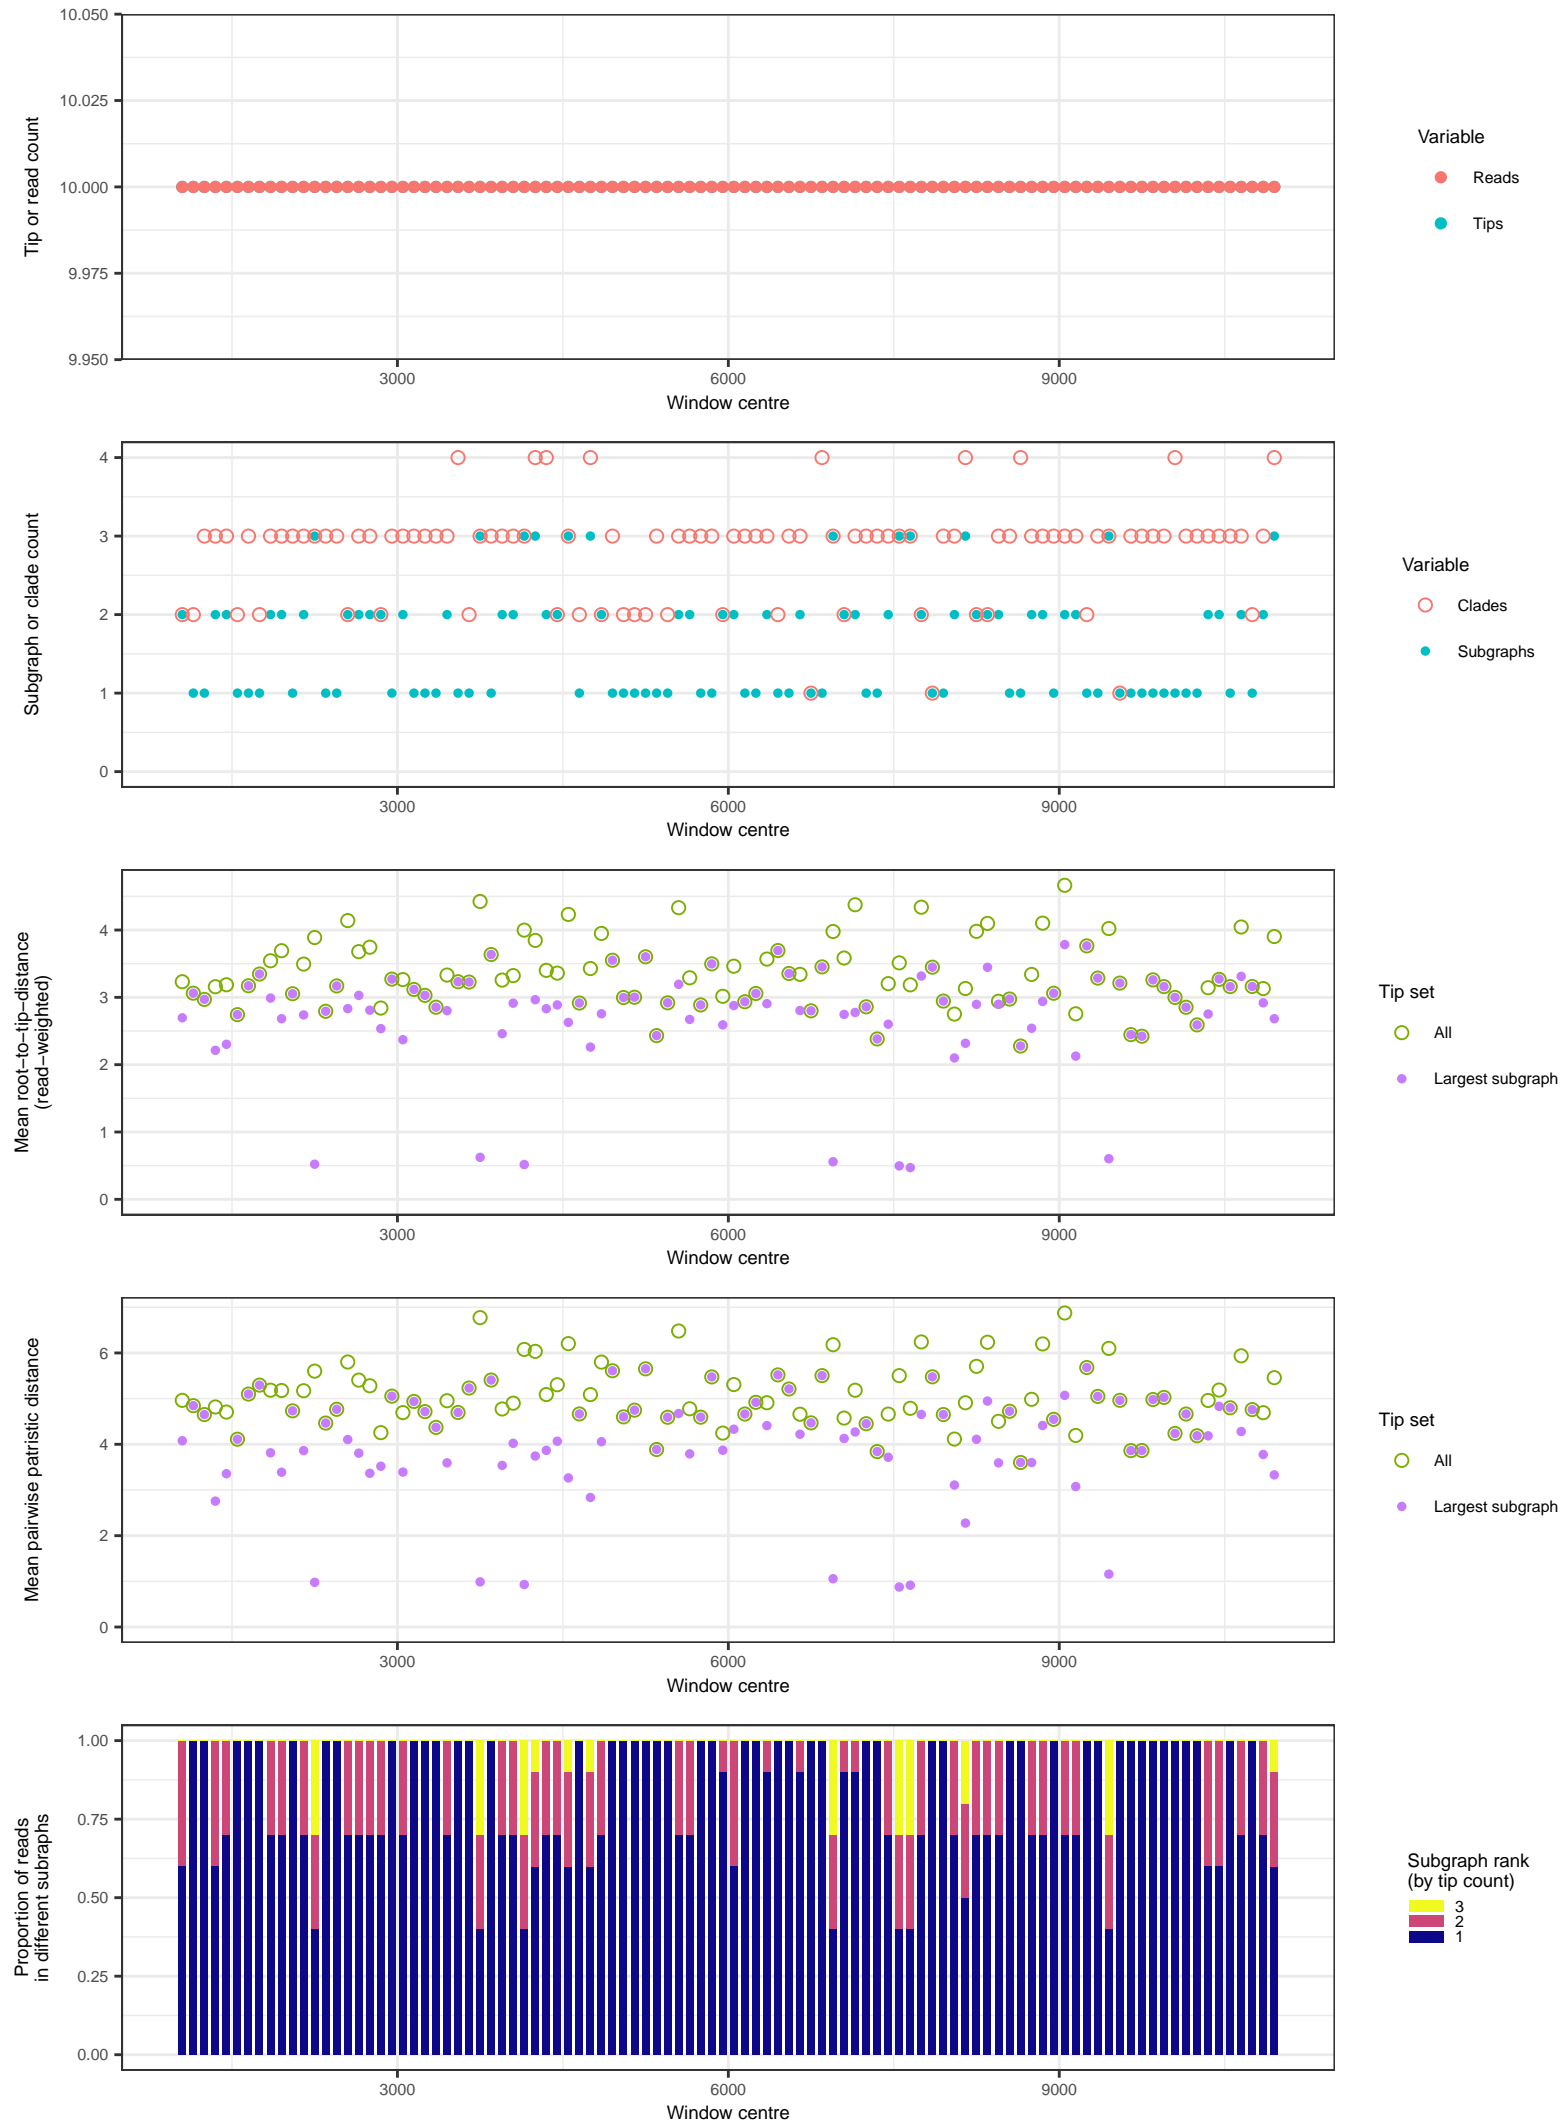 10.050
10.025
10.000
9.975
9.950
Tip or read count
3000
6000
9000
Window centre
Variable
Reads
Tips
4
3
2
1
0
Subgraph or clade count
3000
6000
9000
Window centre
Variable
Clades
Subgraphs
4
3
2
1
0
Mean root−to−tip−distance
(read−weighted)
3000
6000
9000
Window centre
Tip set
All
Largest subgraph
6
4
2
0
Mean pairwise patristic distance
3000
6000
9000
Window centre
Tip set
All
Largest subgraph
1.00
0.75
0.50
0.25
0.00
Proportion of reads
in different subraphs
3000
6000
9000
Window centre
Subgraph rank
(by tip count)
3
2
1